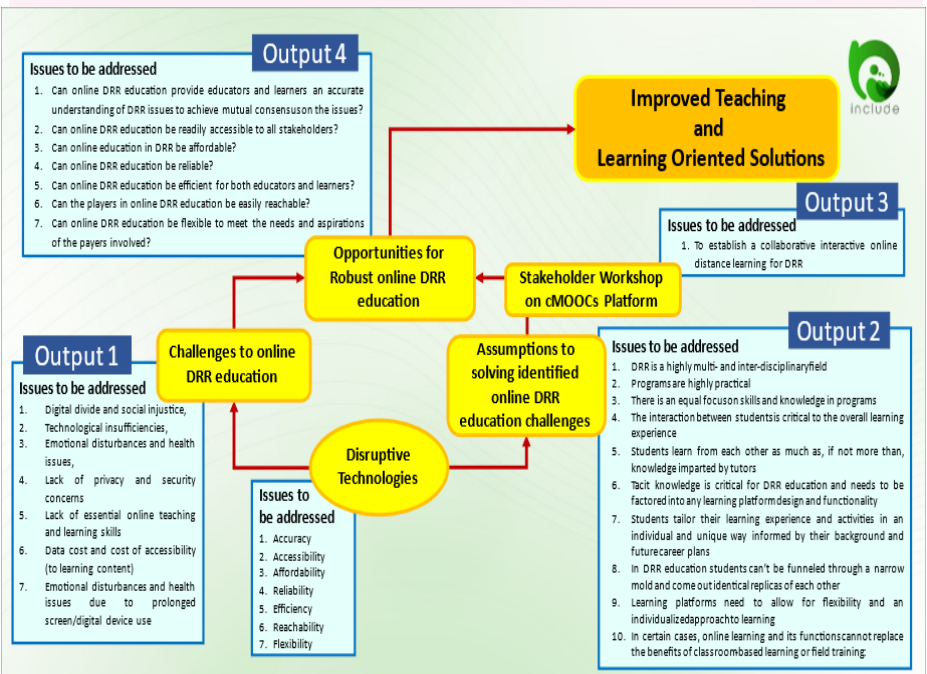 Output 4
Issues to be addressed
1. Can online DRR education provide educators and learners an accurate
understanding of DRR issues to achieve mutual consensuson the issues?
2. Can online DRR education be readily accessible to all stakeholders?
3. Can online education in DRR be affordable?
4. Can online DRR education be reliable?
5. Can online DRR education be efficient for both educators and learners?
6. Can the players in online DRR education be easily reachable?
7. Can online DRR education be flexible to meet the needs and aspirations
of the payers involved?
Improved Teaching
and
Learning Oriented Solutions
include
Output 3
Issues to be addressed
1. To establish a collaborative interactive online
distance learning for DRR
Opportunities for
Robust online DRR
education
Stakeholder Workshop
on cMOOCs Platform
Output 1
Issues to be addressed
1. Digital divide and social injustice,
2. Technological insufficiencies,
3. Emotional disturbances and health
issues,
4. Lack of privacy and security
concerns
5. Lack of essential online teaching
and learning skills
6. Data cost and cost of accessibility
(to learning content)
7. Emotional disturbances and health
issues due to prolonged
screen/digital device use
Challenges to online
DRR education
Assumptions to
solving identified
online DRR
education challenges
Disruptive
Technologies
Issues to
be addressed
1. Accuracy
2. Accessibility
3. Affordability
4. Reliability
5. Efficiency
6. Reachability
7. Flexibility
Output 2
Issues to be addressed
1. DRR is a highly multi- and inter-disciplinaryfield
2. Programs are highly practical
3. There is an equal focuson skills and knowledge in programs
4. The interaction between studentsis critical to the overall learning
experience
5. Students learn from each other as much as, if not more than,
knowledge imparted by tutors
6. Tacit knowledge is critical for DRR education and needs to be
factored into any learning platform design and functionality
7. Students tailor their learning experience and activities in an
individual and unique way informed by their background and
future career plans
8. In DRR education students can't be funneled through a narrow
mold and come out identical replicas of each other
9. Learning platforms need to allow for flexibility and an
individualizedapproach to learning
10. In certain cases, online learning and its functions cannot replace
the benefits of classroombased learning or field training.